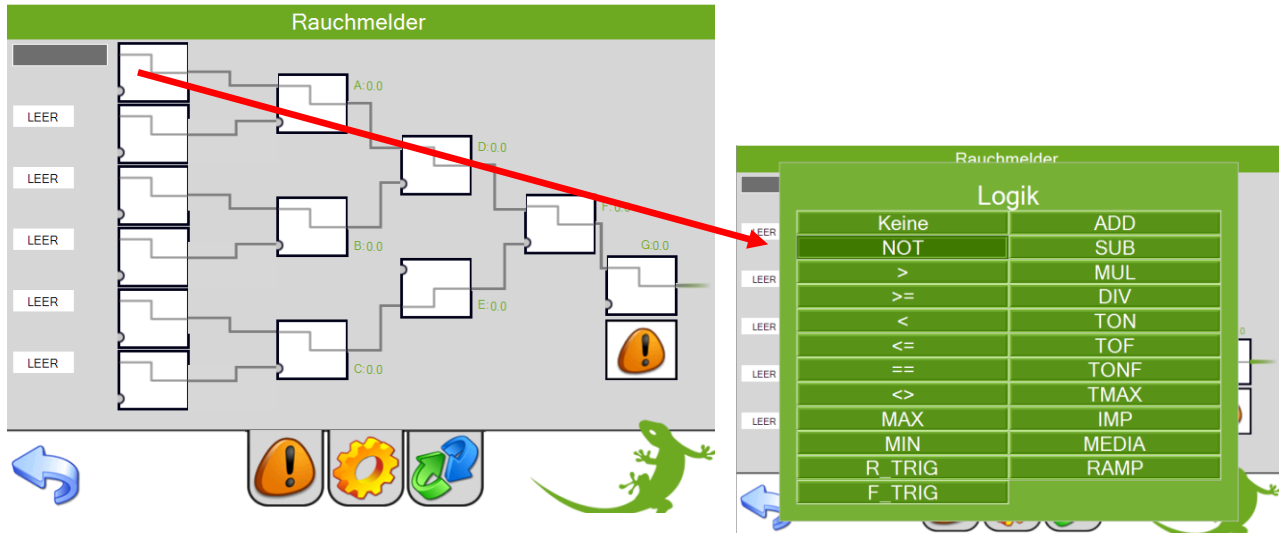 Rauchmelder
A:0.0
LEER
D:0.0
LEER
F:0.0
LEER
B:0.0
G:0.0
LEER
E:0.0
LEER
C:0.0
Rauchmelder
Logik
Keine ADD
NOT SUB
> MUL
>= DIV
< TON
<= TOF
== TONF
<> TMAX
MAX IMP
MIN MEDIA
R_TRIG RAMP
F_TRIG
LEER
LEER
LEER
LEER
LEER